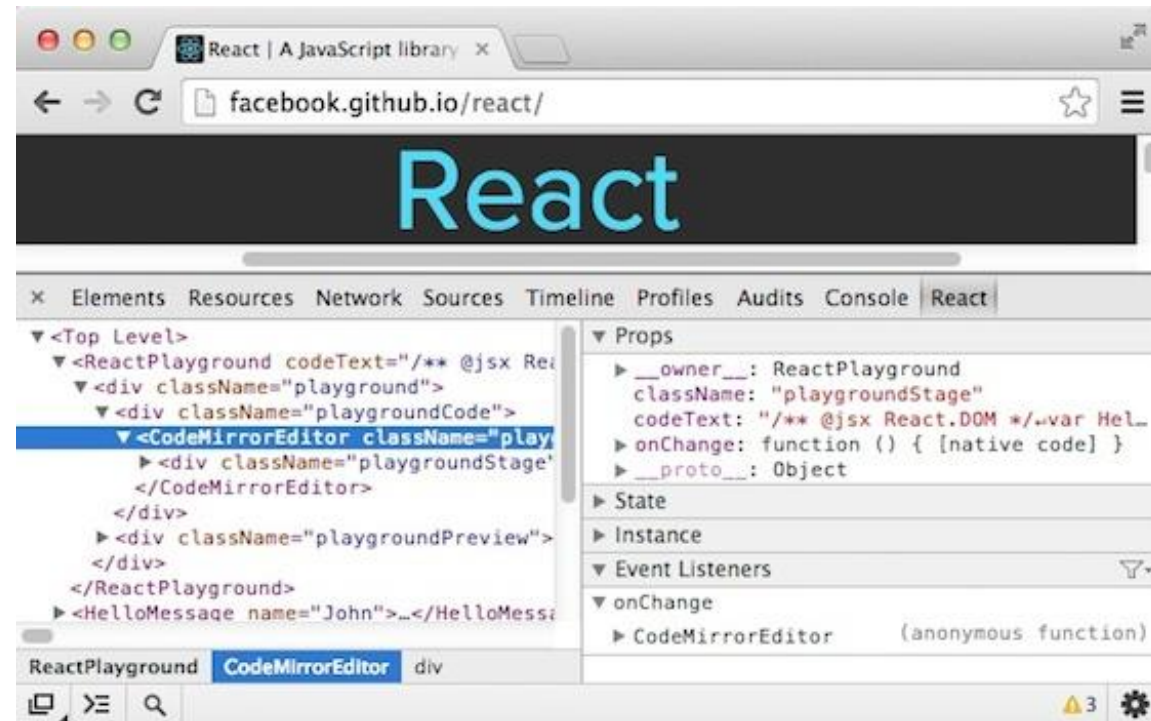 React | A JavaScript library
facebook.github.io/react/
React
Elements Resources Network Sources Timeline Profiles Audits Console React
▼<Top Level>
▼<ReactPlayground codeText="/** @jsx Rea
▼<div className="playground">
▼<div className="playgroundCode">
▼<CodeMirrorEditor className="play
▶<div className="playgroundStage"
</CodeMirrorEditor>
</div>
▶<div className="playgroundPreview">
</div>
</ReactPlayground>
▶<HelloMessage name="John">…</HelloMessa
ReactPlayground CodeMirrorEditor div
▼ Props
▶ __owner__: ReactPlayground
className: "playgroundStage"
codeText: "/** @jsx React.DOM */↵var Hel…
▶ onChange: function () { [native code] }
▶ __proto__: Object
▶ State
▶ Instance
▼ Event Listeners
▼ onChange
▶ CodeMirrorEditor (anonymous function)
3